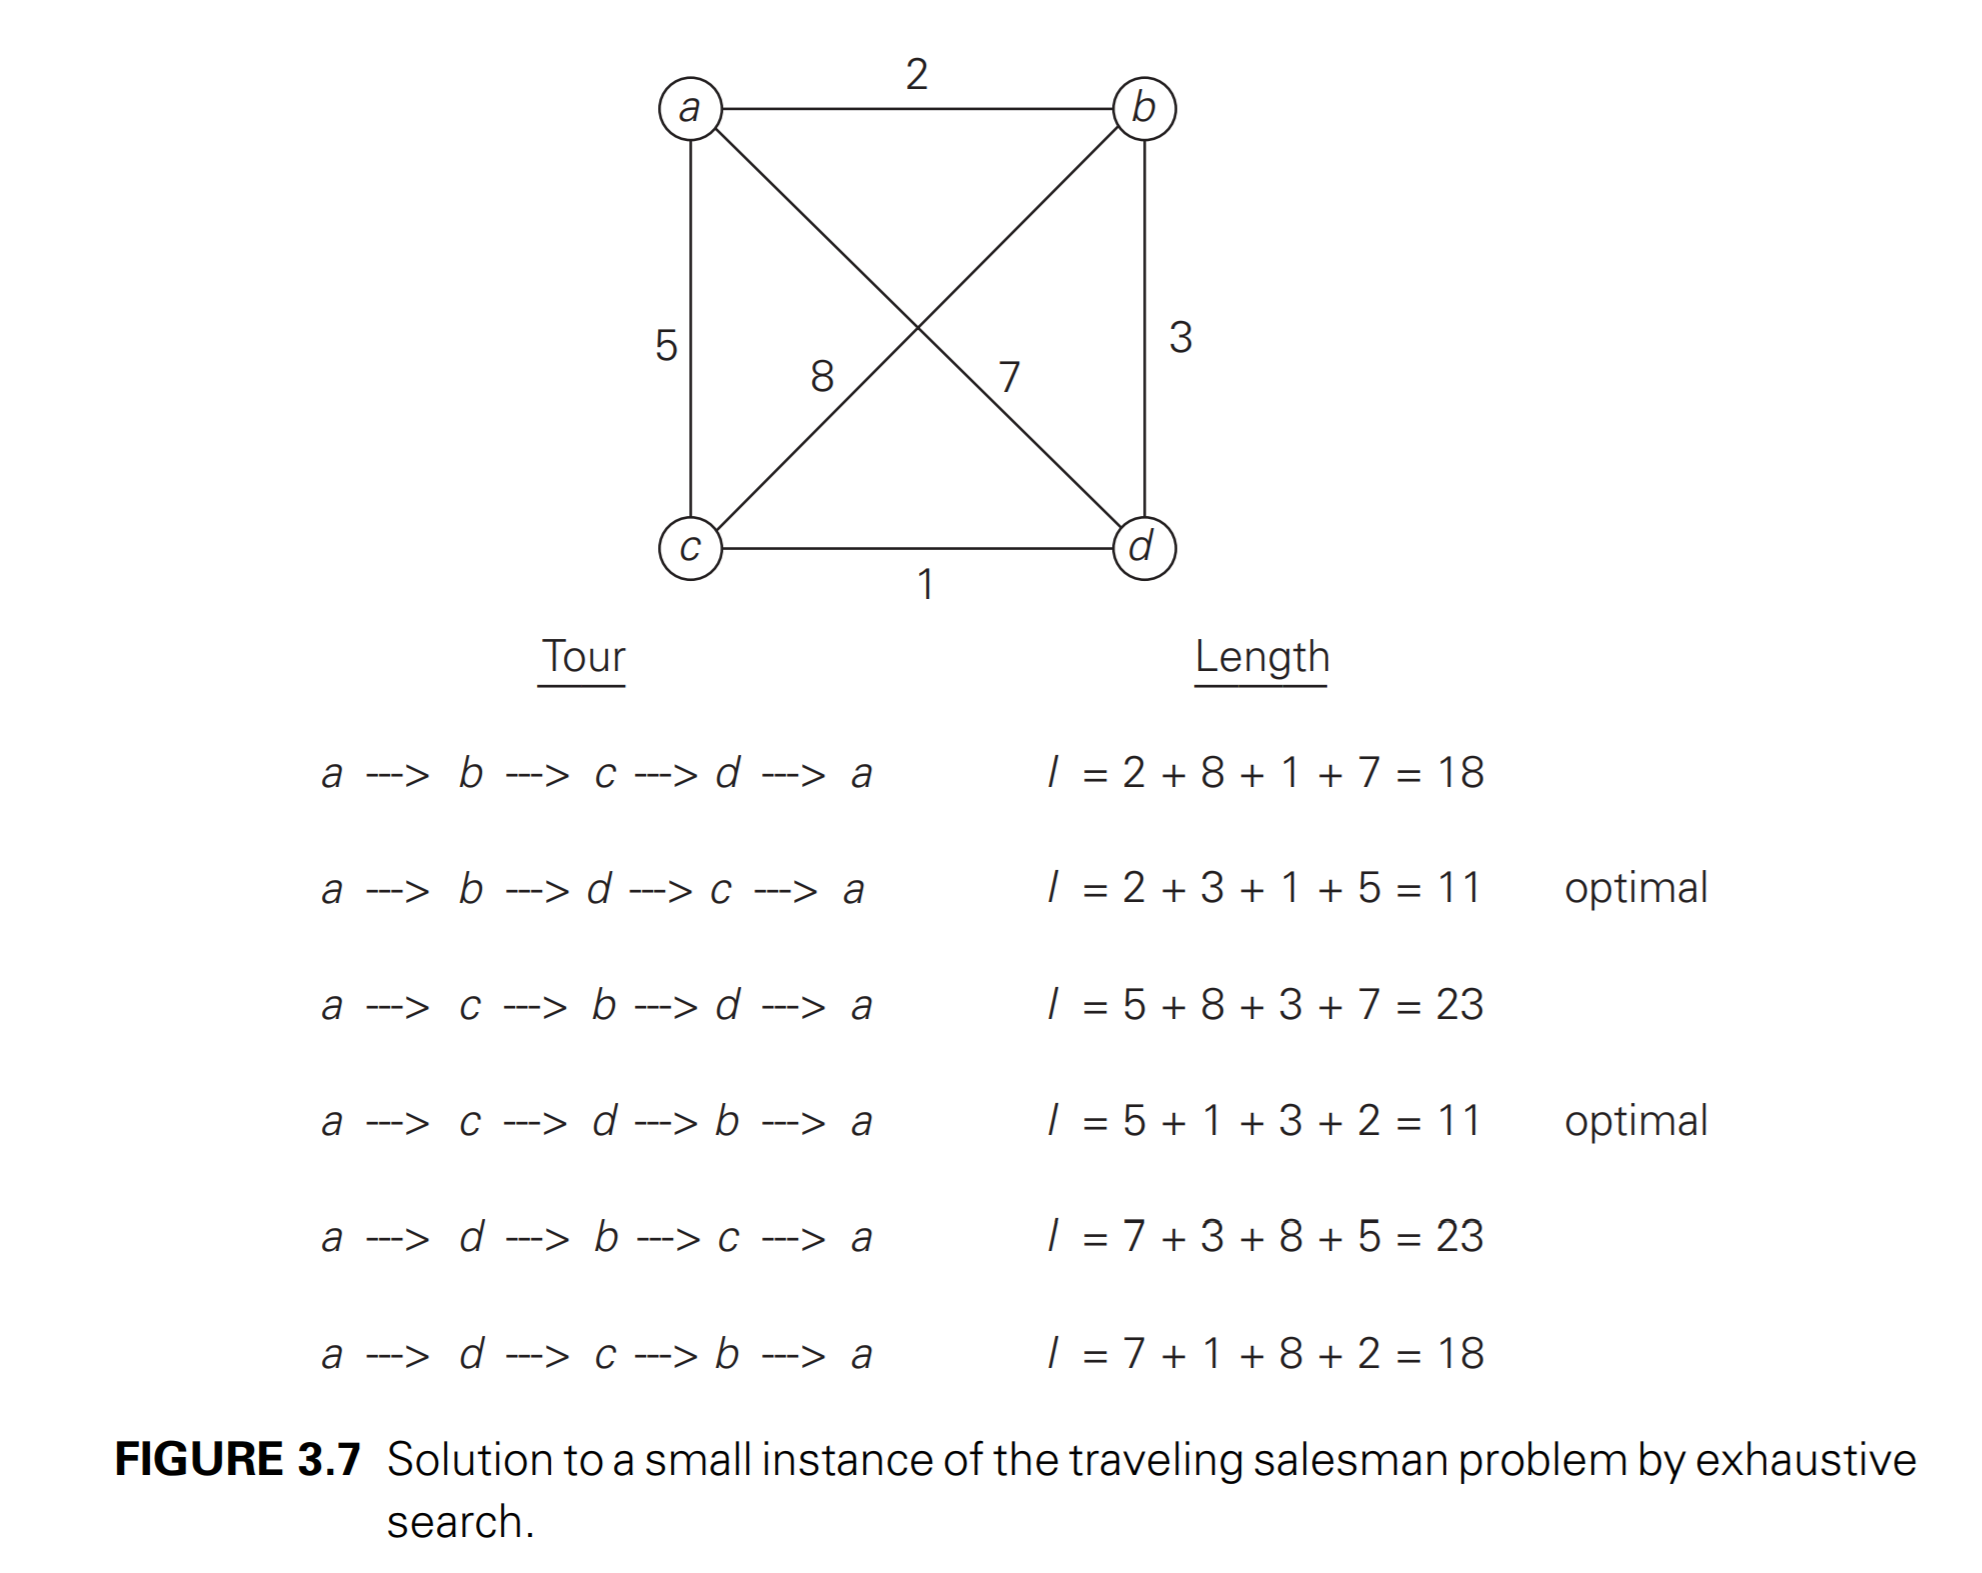 2
a
b
5
8
7
3
c
d
1
Tour Length
a ---> b ---> c ---> d ---> a l = 2 + 8 + 1 + 7 = 18
a ---> b ---> d ---> c ---> a l = 2 + 3 + 1 + 5 = 11 optimal
a ---> c ---> b ---> d ---> a l = 5 + 8 + 3 + 7 = 23
a ---> c ---> d ---> b ---> a l = 5 + 1 + 3 + 2 = 11 optimal
a ---> d ---> b ---> c ---> a l = 7 + 3 + 8 + 5 = 23
a ---> d ---> c ---> b ---> a l = 7 + 1 + 8 + 2 = 18
FIGURE 3.7 Solution to a small instance of the traveling salesman problem by exhaustive
search.